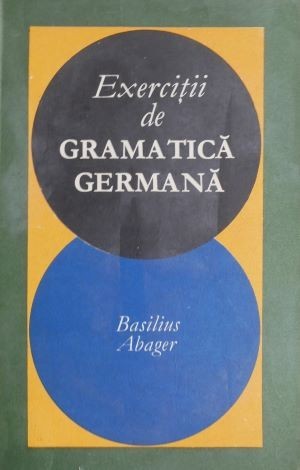 Exerciții
de
GRAMATICĂ
GERMANĂ
Basilius
Abager